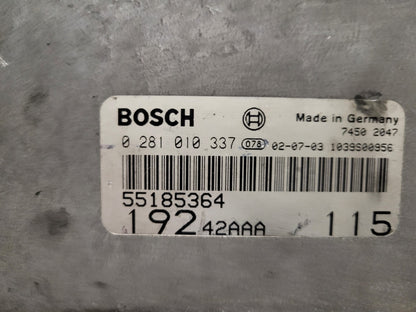 BOSCH Made in Germany
7450 2047
0 281 010 337 078 02-07-03 1039S00956
55185364
192 42AAA 115